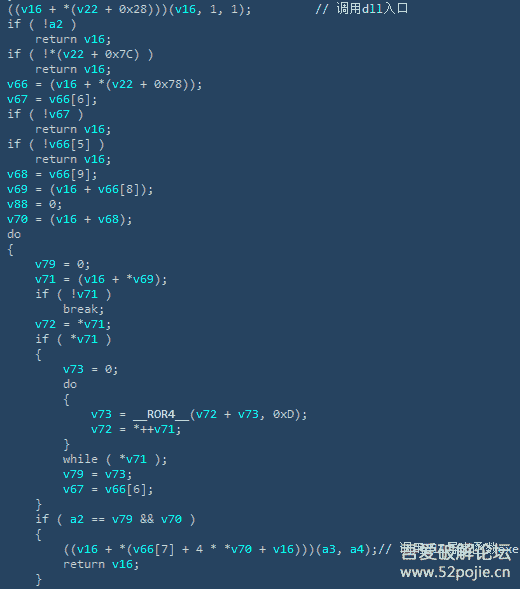 ((v16 + *(v22 + 0x28)))(v16, 1, 1);          // 调用dll入口
if ( !a2 )
    return v16;
if ( !*(v22 + 0x7C) )
    return v16;
v66 = (v16 + *(v22 + 0x78));
v67 = v66[6];
if ( !v67 )
    return v16;
if ( !v66[5] )
    return v16;
v68 = v66[9];
v69 = (v16 + v66[8]);
v88 = 0;
v70 = (v16 + v68);
do
{
    v79 = 0;
    v71 = (v16 + *v69);
    if ( !v71 )
        break;
    v72 = *v71;
    if ( *v71 )
    {
        v73 = 0;
        do
        {
            v73 = __ROR4__(v72 + v73, 0xD);
            v72 = *++v71;
        }
        while ( *v71 );
        v79 = v73;
        v67 = v66[6];
    }
    if ( a2 == v79 && v70 )
    {
        ((v16 + *(v66[7] + 4 * *v70 + v16)))(a3, a4);// 调用
        return v16;
    }
吾爱破解论坛
www.52pojie.cn